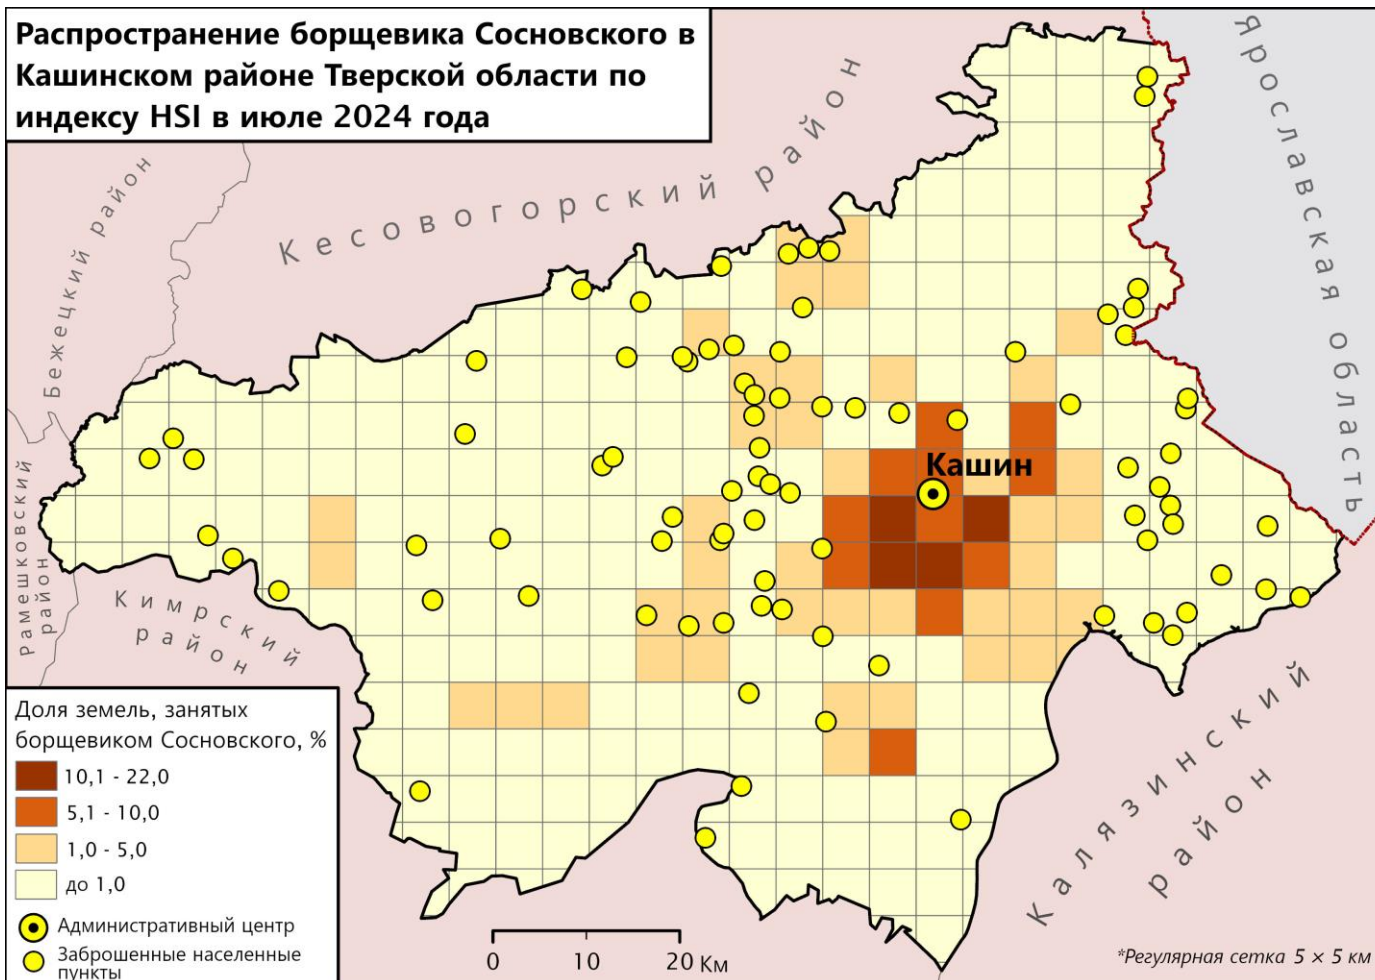 Распространение борщевика Сосновского в
Кашинском районе Тверской области по
индексу HSI в июле 2024 года
Кесовогорский район
Ярославская область
Бежецкий район
Рамешковский
район
Кимрский
район
Кашин
Калязинский
район
Доля земель, занятых
борщевиком Сосновского, %
10,1 - 22,0
5,1 - 10,0
1,0 - 5,0
до 1,0
Административный центр
Заброшенные населенные
пункты
0 10 20 Км
*Регулярная сетка 5 × 5 км